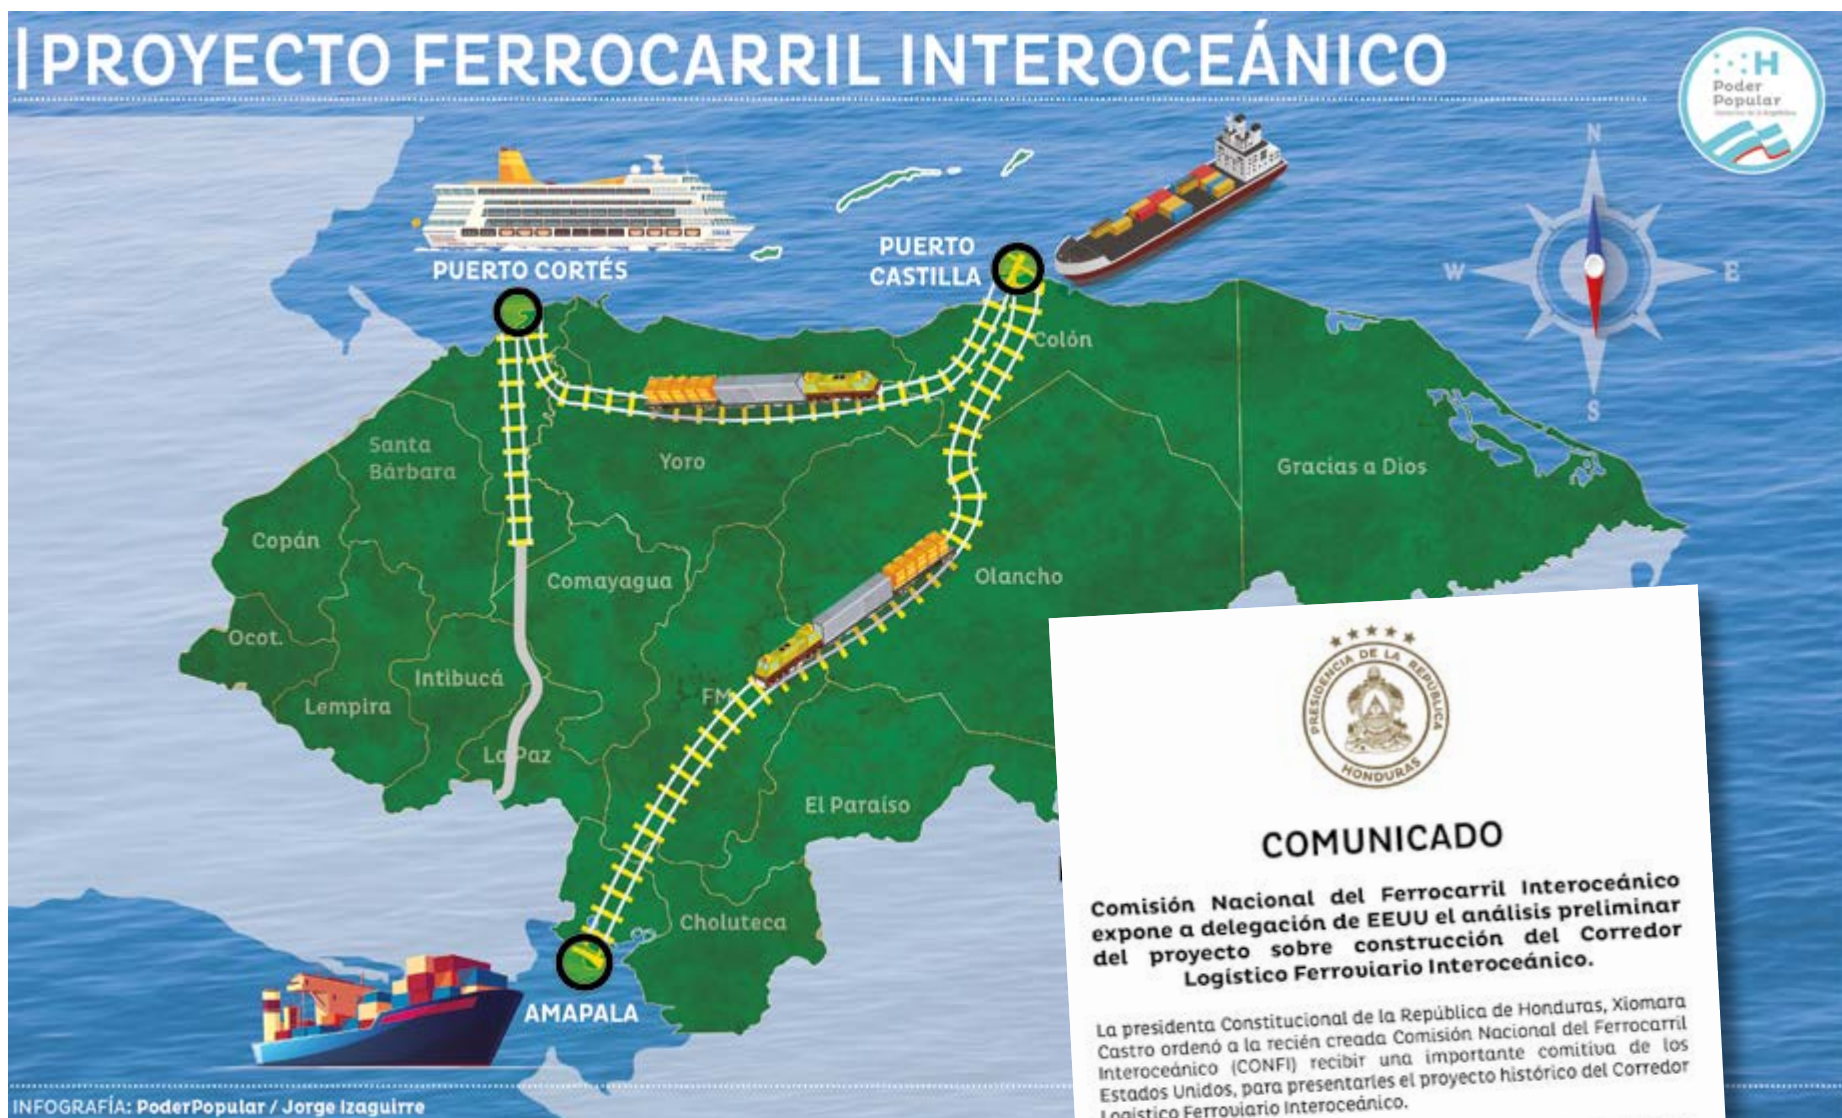 PROYECTO FERROCARRIL INTEROCEÁNICO
H
Poder
Popular
N
W
E
S
PUERTO CORTÉS
PUERTO
CASTILLA
Colón
Santa
Bárbara
Yoro
Gracias a Dios
Copán
Comayagua
Olancho
Ocot.
Intibucá
Lempira
FM
La Paz
El Paraíso
Choluteca
AMAPALA
PRESIDENCIA DE LA REPÚBLICA
HONDURAS
COMUNICADO
Comisión Nacional del Ferrocarril Interoceánico
expone a delegación de EEUU el análisis preliminar
del proyecto sobre construcción del Corredor
Logístico Ferroviario Interoceánico.
La presidenta Constitucional de la República de Honduras, Xiomara
Castro ordenó a la recién creada Comisión Nacional del Ferrocarril
Interoceánico (CONFI) recibir una importante comitiva de los
Estados Unidos, para presentarles el proyecto histórico del Corredor
Logístico Ferroviario Interoceánico.
INFOGRAFÍA: PoderPopular / Jorge Izaguirre